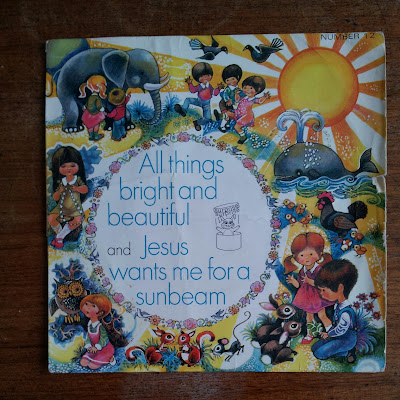 NUMBER 12
All things
bright and
beautiful
and Jesus
wants me for a
sunbeam